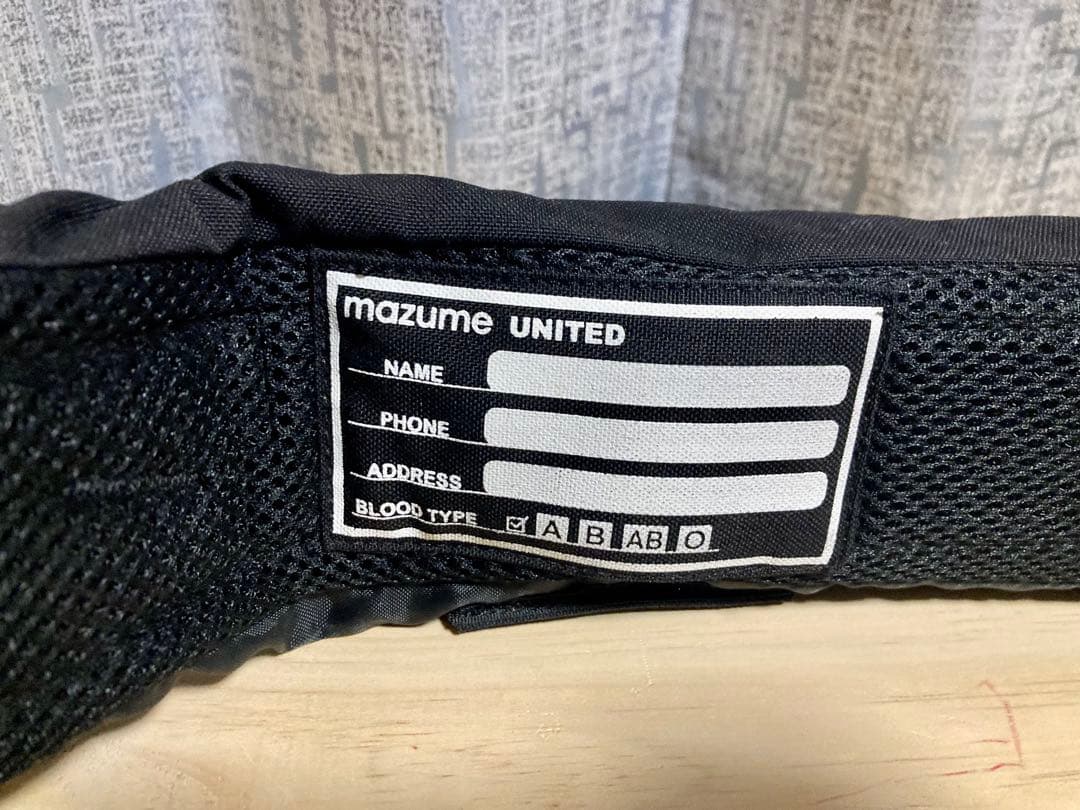 mazume UNITED
NAME
PHONE
ADDRESS
BLOOD TYPE ☑ A B AB O